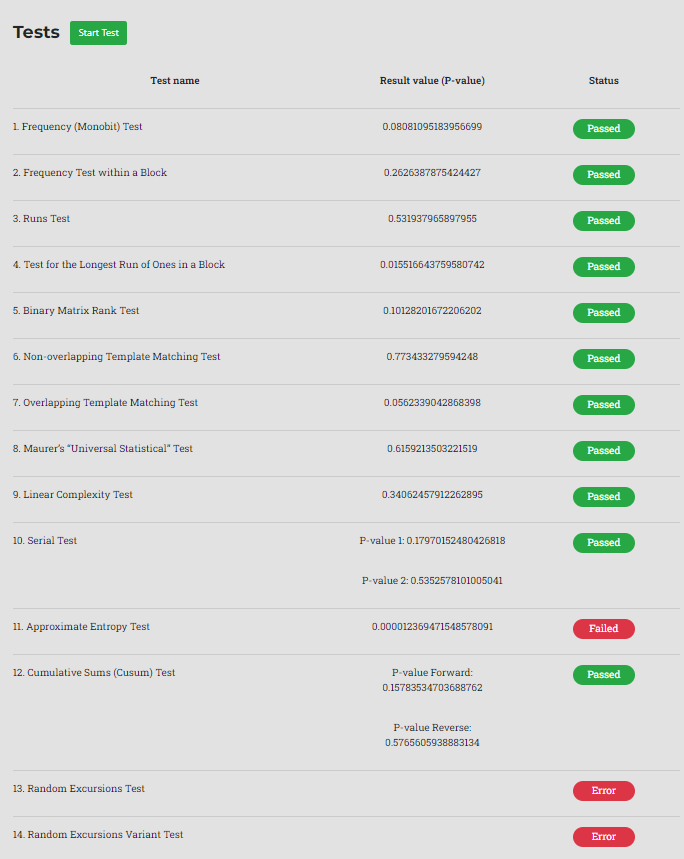 Tests Start Test
Test name Result value (P-value) Status
1. Frequency (Monobit) Test 0.08081095183956699 Passed
2. Frequency Test within a Block 0.2626387875424427 Passed
3. Runs Test 0.531937965897955 Passed
4. Test for the Longest Run of Ones in a Block 0.015516643759580742 Passed
5. Binary Matrix Rank Test 0.10128201672206202 Passed
6. Non-overlapping Template Matching Test 0.773433279594248 Passed
7. Overlapping Template Matching Test 0.0562339042868398 Passed
8. Maurer's “Universal Statistical” Test 0.6159213503221519 Passed
9. Linear Complexity Test 0.34062457912262895 Passed
10. Serial Test P-value 1: 0.17970152480426818 Passed
P-value 2: 0.5352578101005041
11. Approximate Entropy Test 0.000012369471548578091 Failed
12. Cumulative Sums (Cusum) Test P-value Forward: Passed
0.15783534703688762
P-value Reverse:
0.5765605938883134
13. Random Excursions Test Error
14. Random Excursions Variant Test Error